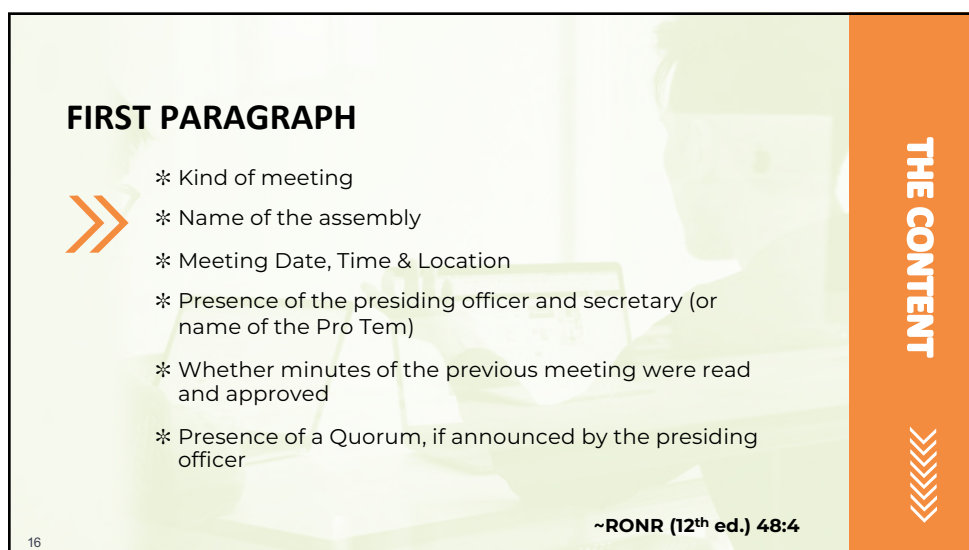 FIRST PARAGRAPH
✼ Kind of meeting
✼ Name of the assembly
✼ Meeting Date, Time & Location
✼ Presence of the presiding officer and secretary (or
name of the Pro Tem)
✼ Whether minutes of the previous meeting were read
and approved
✼ Presence of a Quorum, if announced by the presiding
officer
~RONR (12th ed.) 48:4
16
THE CONTENT